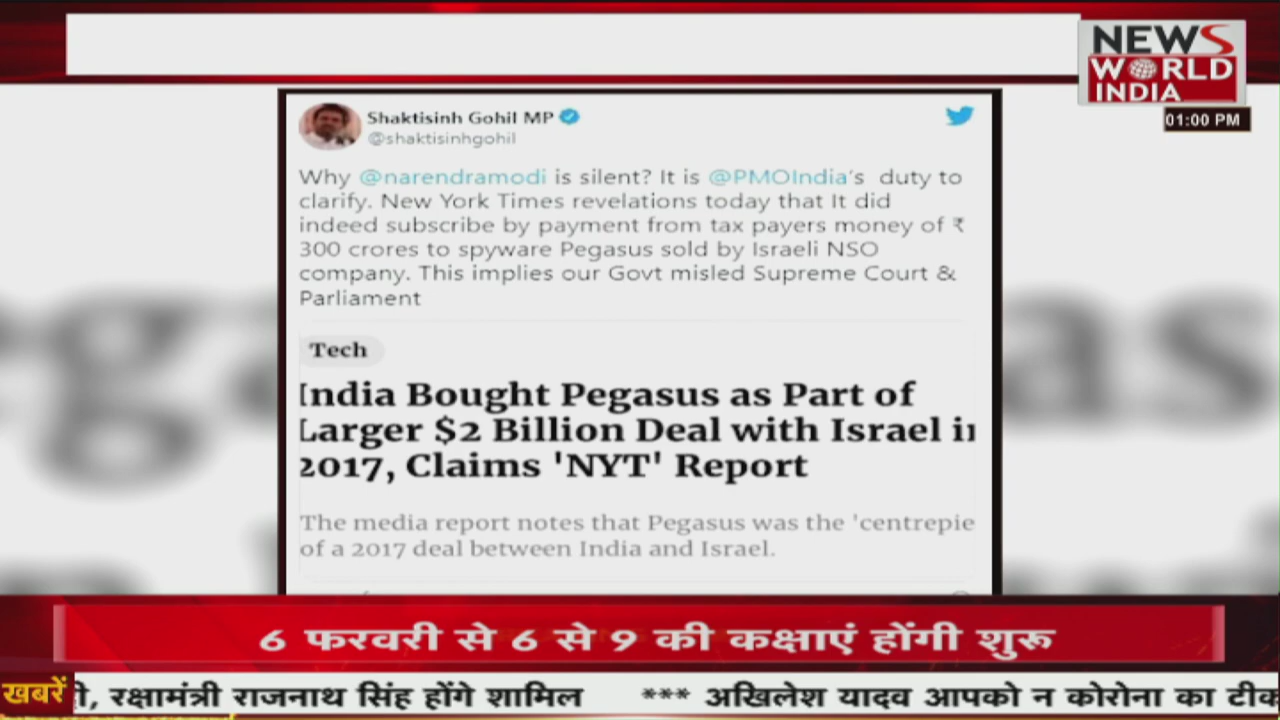 NEWS
WORLD
INDIA
01:00 PM
Shaktisinh Gohil MP
@shaktisinhgohil
Why @narendramodi is silent? It is @PMOIndia's duty to
clarify. New York Times revelations today that It did
indeed subscribe by payment from tax payers money of ₹
300 crores to spyware Pegasus sold by Israeli NSO
company. This implies our Govt misled Supreme Court &
Parliament
Tech
India Bought Pegasus as Part of
Larger $2 Billion Deal with Israel in
2017, Claims 'NYT' Report
The media report notes that Pegasus was the 'centrepie
of a 2017 deal between India and Israel.
6 फरवरी से 6 से 9 की कक्षाएं होंगी शुरू
खबरें ी, रक्षामंत्री राजनाथ सिंह होंगे शामिल *** अखिलेश यादव आपको न कोरोना का टीक